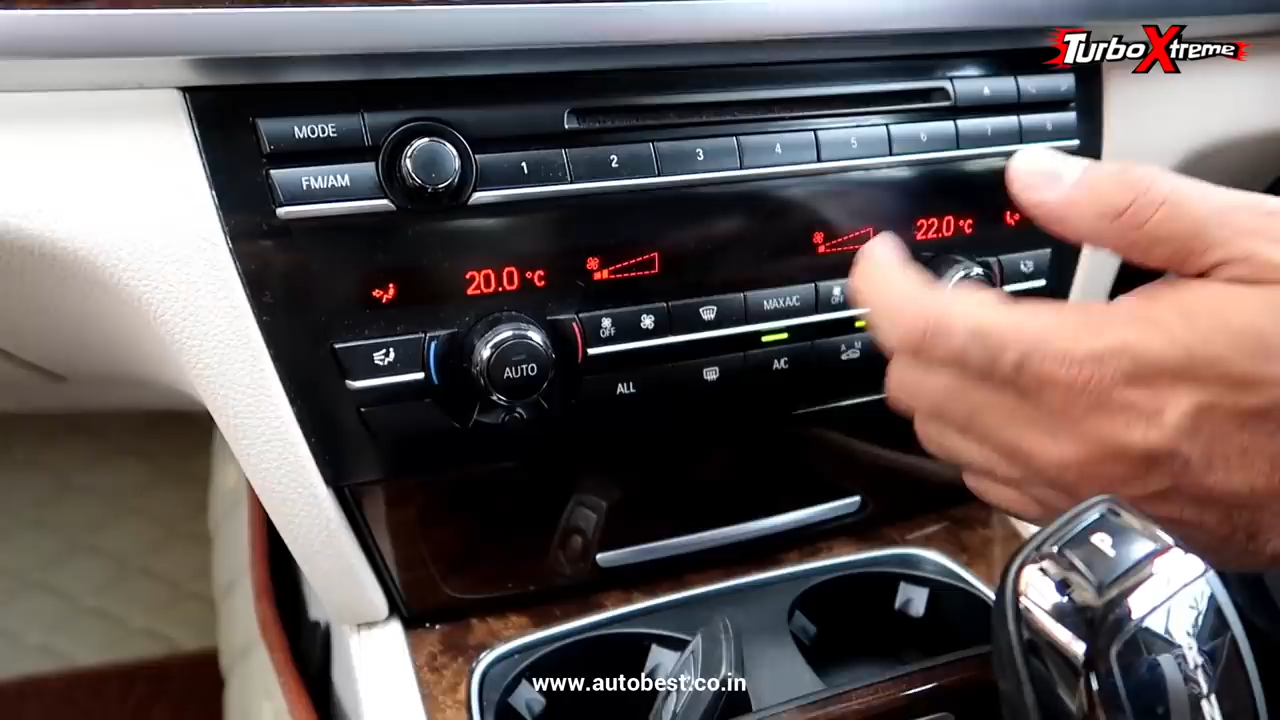 TurboXtreme
MODE
FM/AM
1 2 3 4 5 6 7 8
20.0 °C
22.0 °C
OFF
MAX A/C
OFF
AUTO
ALL
A/C
A M
P
www.autobest.co.in